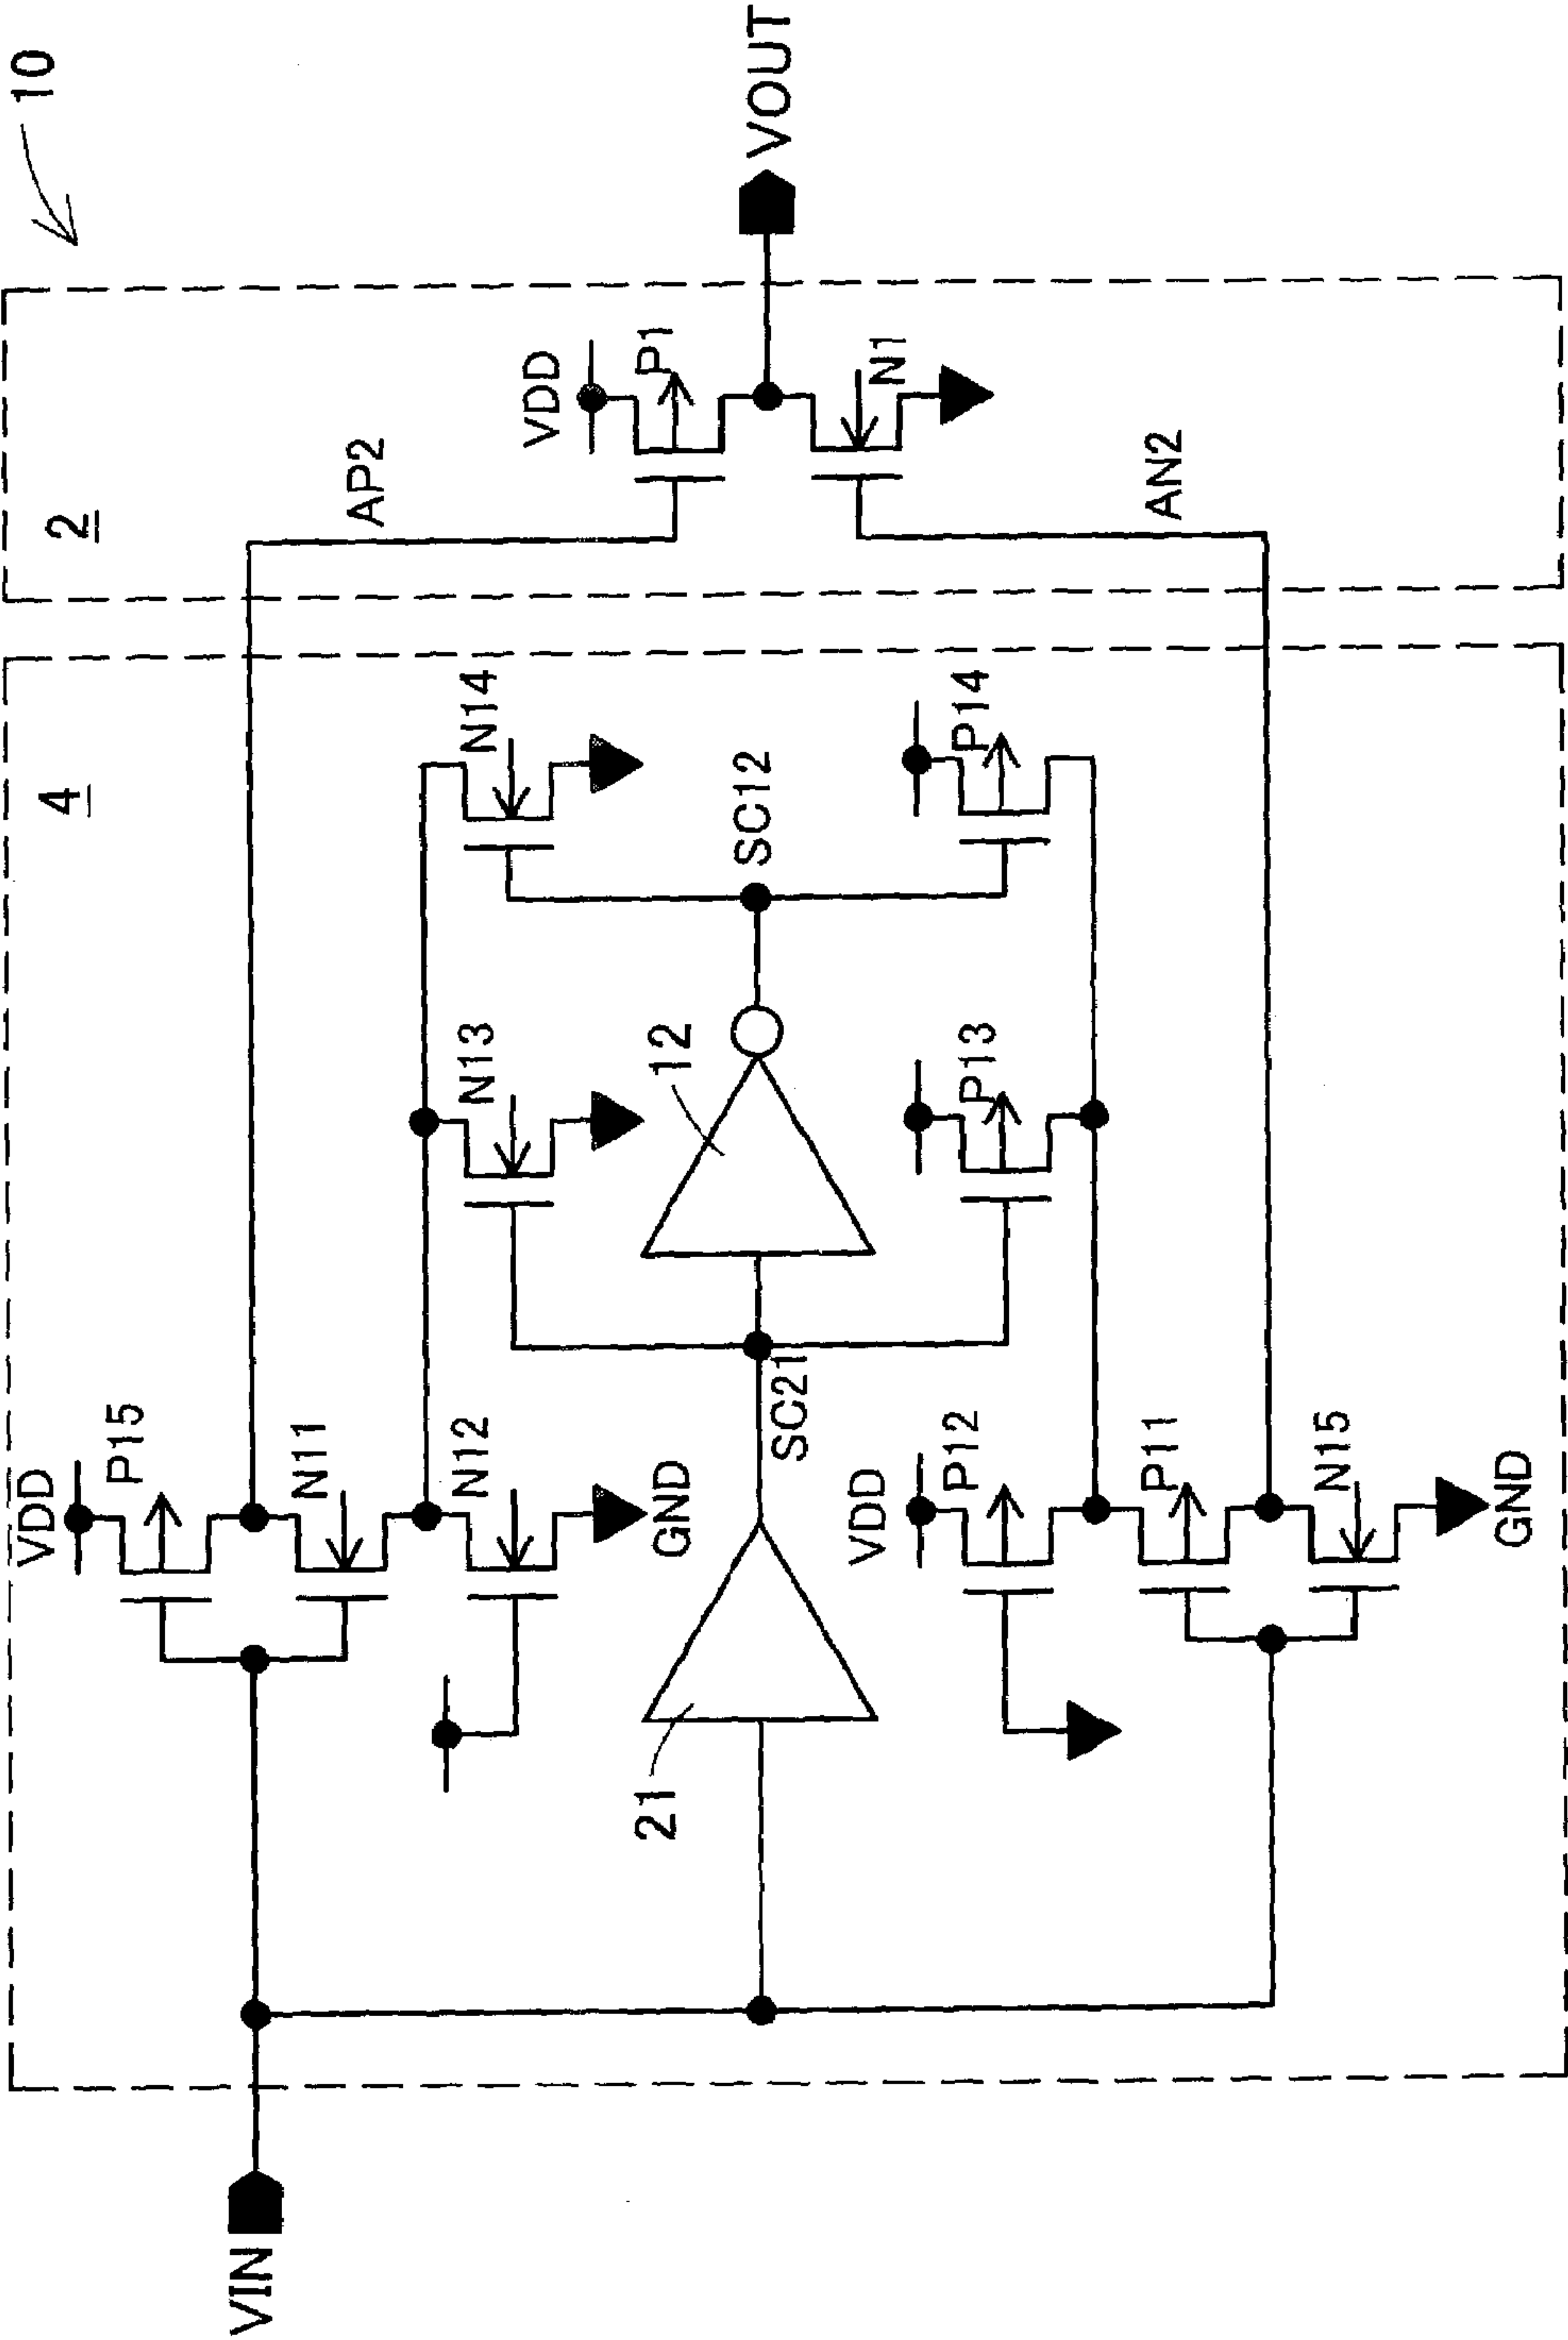 10
2
4
AP2
VDD
P1
VOUT
N1
AN2
VDD
P15
N11
N12
GND
N13
N14
12
SC12
21
SC21
VDD
P12
P13
P14
P11
N15
GND
VIN